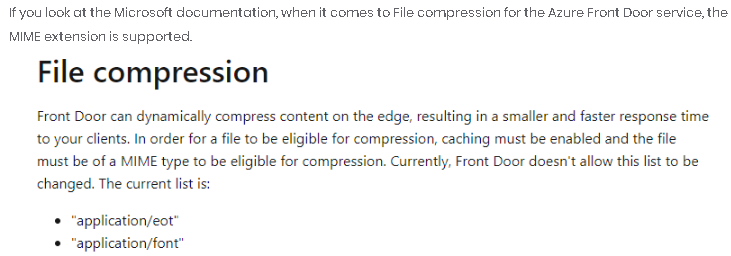 If you look at the Microsoft documentation, when it comes to File compression for the Azure Front Door service, the
MIME extension is supported.
File compression
Front Door can dynamically compress content on the edge, resulting in a smaller and faster response time
to your clients. In order for a file to be eligible for compression, caching must be enabled and the file
must be of a MIME type to be eligible for compression. Currently, Front Door doesn't allow this list to be
changed. The current list is:
• "application/eot"
• "application/font"